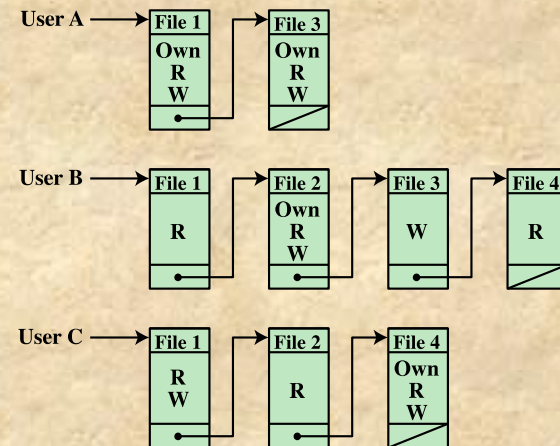 User A
File 1
Own
R
W
File 3
Own
R
W
User B
File 1
R
File 2
Own
R
W
File 3
W
File 4
R
User C
File 1
R
W
File 2
R
File 4
Own
R
W